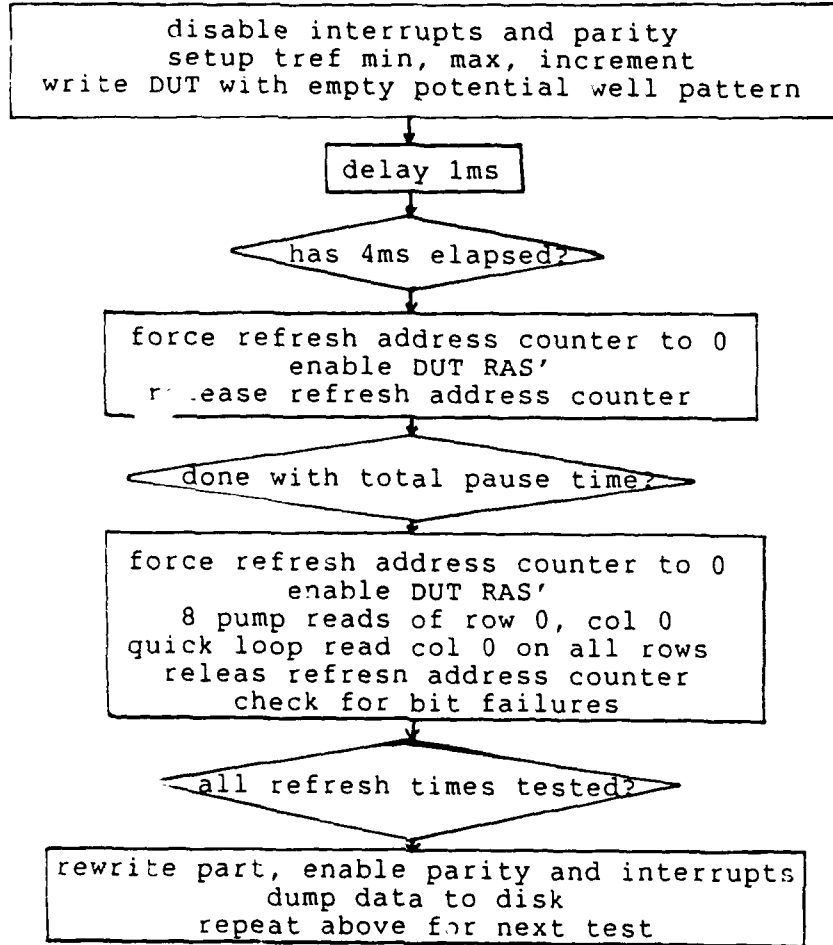 disable interrupts and parity
setup tref min, max, increment
write DUT with empty potential well pattern
delay 1ms
has 4ms elapsed?
force refresh address counter to 0
enable DUT RAS'
refresh address counter
done with total pause time?
force refresh address counter to 0
enable DUT RAS'
8 pump reads of row 0, col 0
quick loop read col 0 on all rows
releas refresn address counter
check for bit failures
all refresh times tested?
rewrite part, enable parity and interrupts
dump data to disk
repeat above for next test